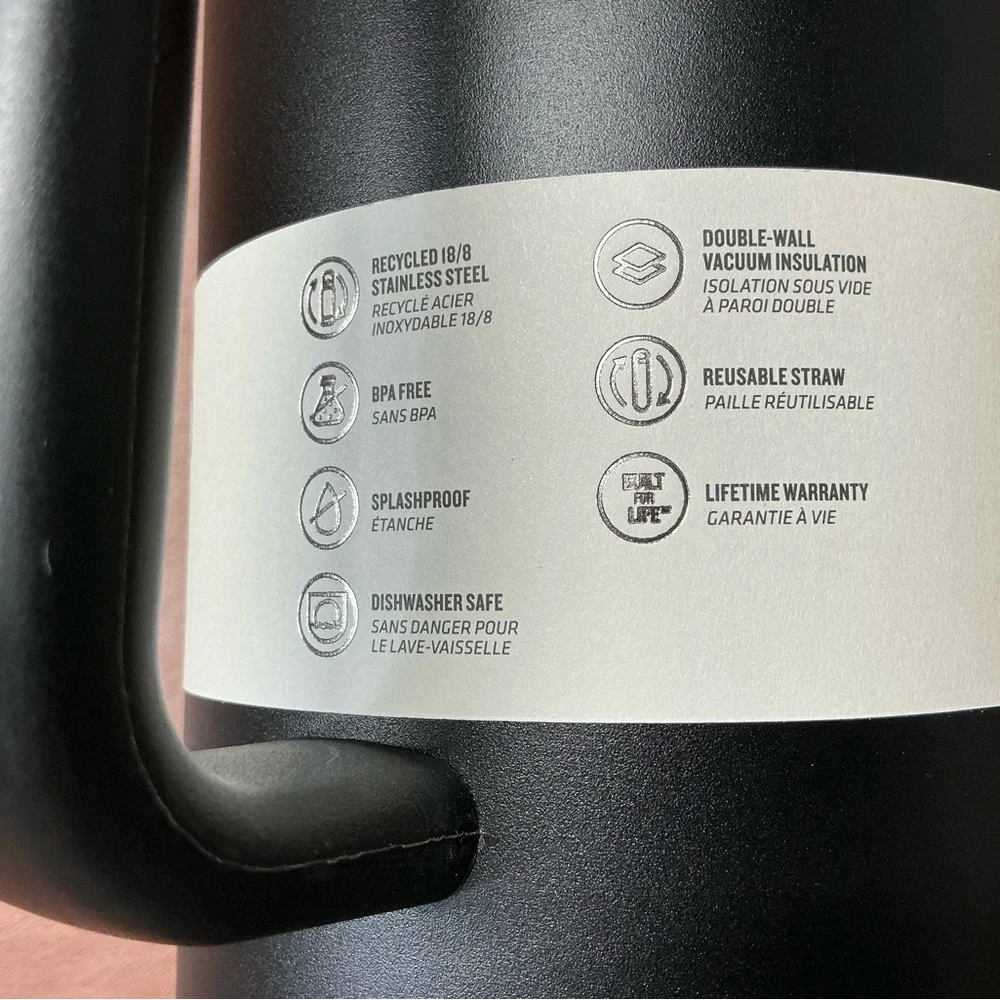 RECYCLED 18/8
STAINLESS STEEL
RECYCLÉ ACIER
INOXYDABLE 18/8
BPA FREE
SANS BPA
SPLASHPROOF
ÉTANCHE
DISHWASHER SAFE
SANS DANGER POUR
LE LAVE-VAISSELLE
DOUBLE-WALL
VACUUM INSULATION
ISOLATION SOUS VIDE
À PAROI DOUBLE
REUSABLE STRAW
PAILLE RÉUTILISABLE
BUILT
FOR
LIFE™
LIFETIME WARRANTY
GARANTIE À VIE